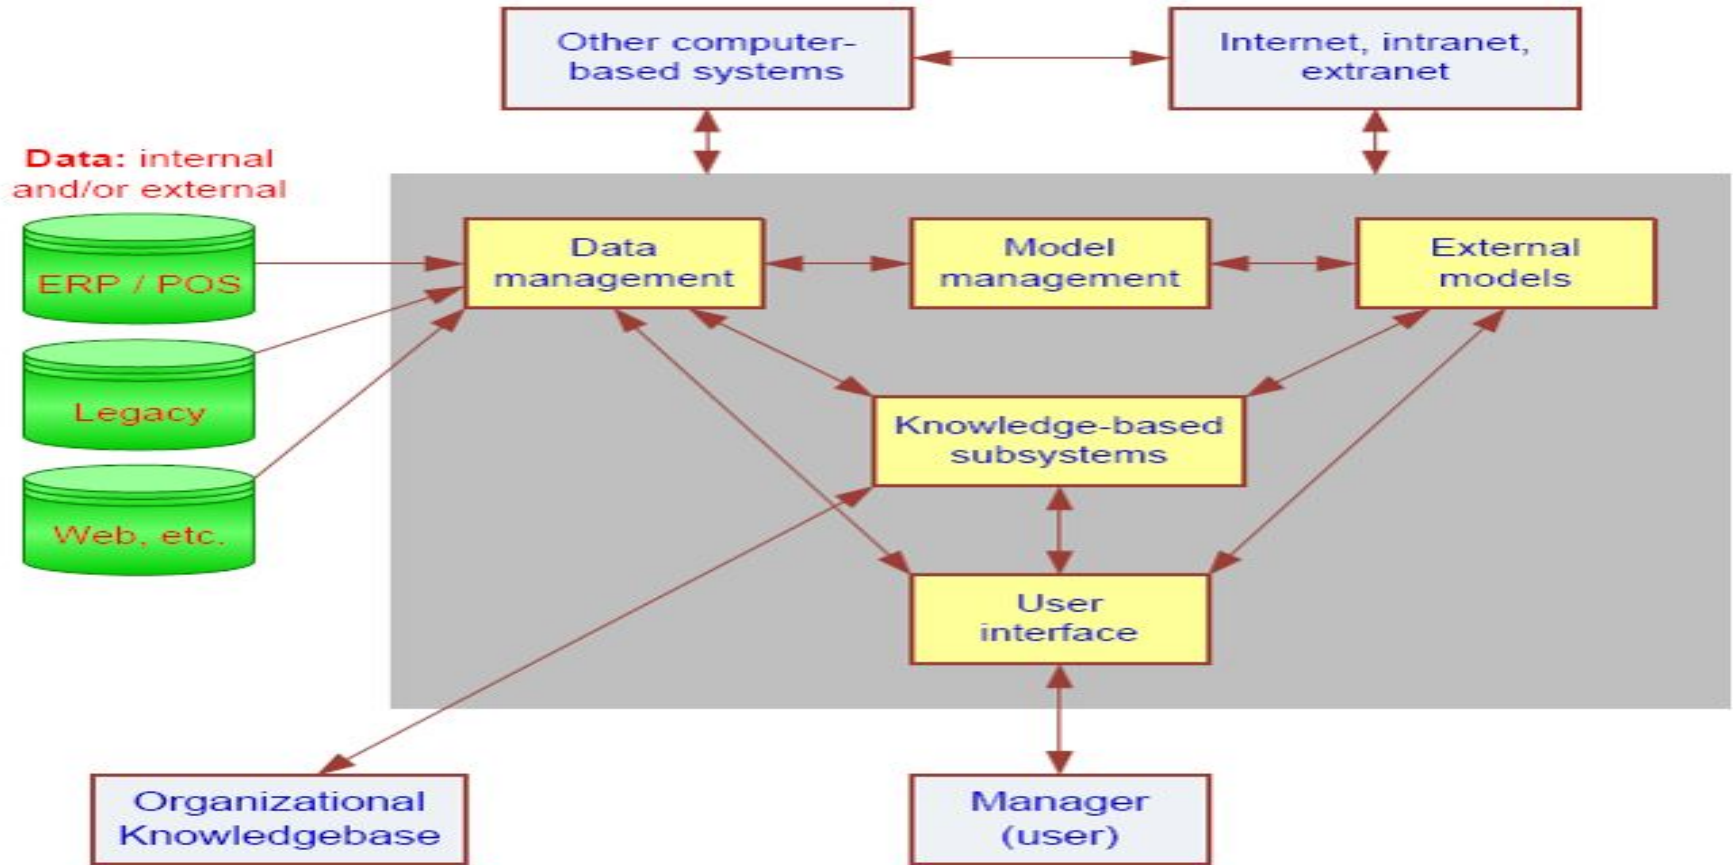 Other computer-
based systems
Internet, intranet,
extranet
Data: internal
and/or external
ERP / POS
Legacy
Web, etc.
Data
management
Model
management
External
models
Knowledge-based
subsystems
User
interface
Organizational
Knowledgebase
Manager
(user)